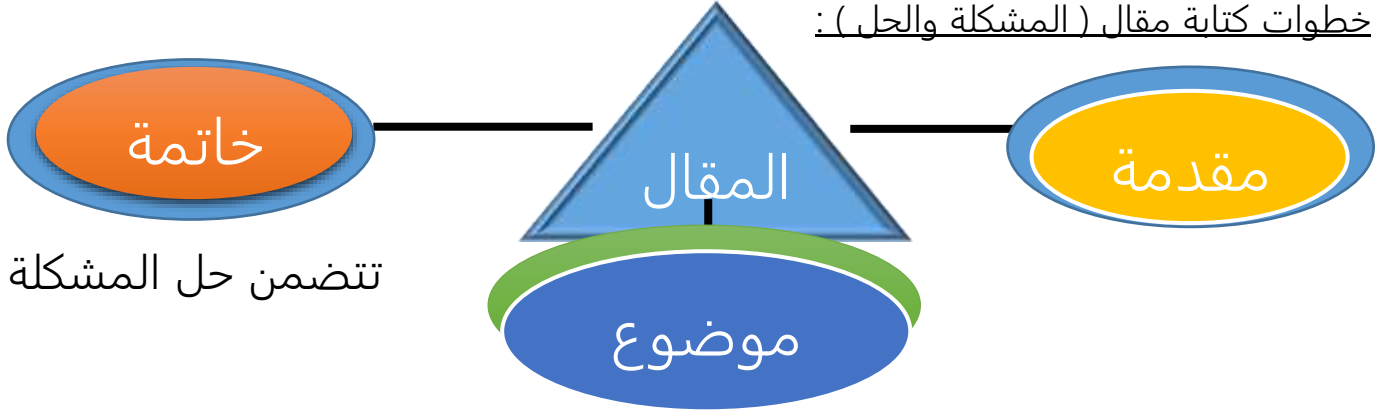 خطوات كتابة مقال ( المشكلة والحل ) :
مقدمة
المقال
خاتمة
تتضمن حل المشكلة
موضوع